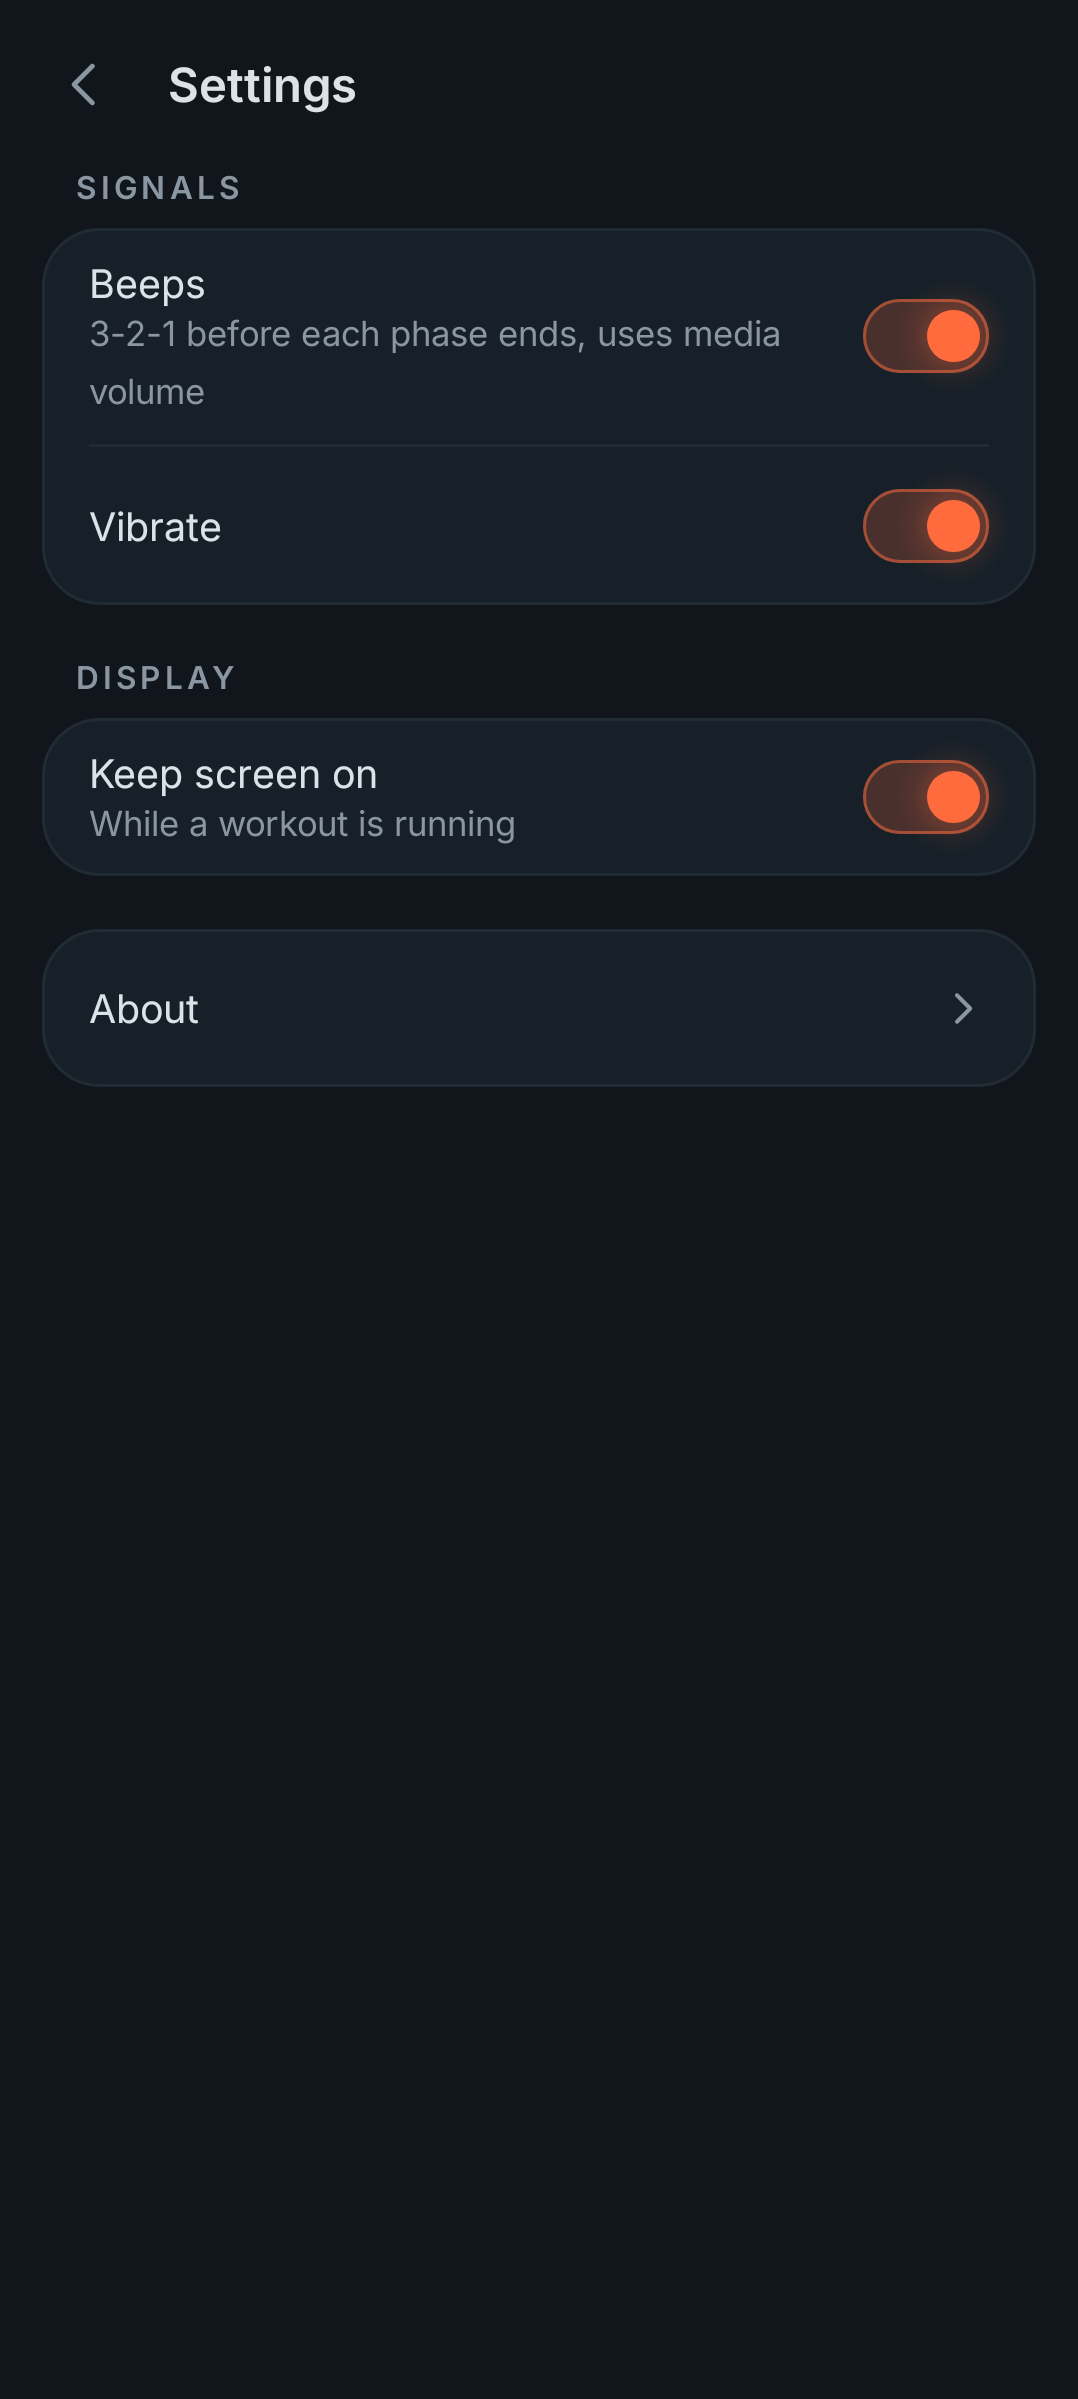 Settings
SIGNALS
Beeps
3-2-1 before each phase ends, uses media
volume
Vibrate
DISPLAY
Keep screen on
While a workout is running
About